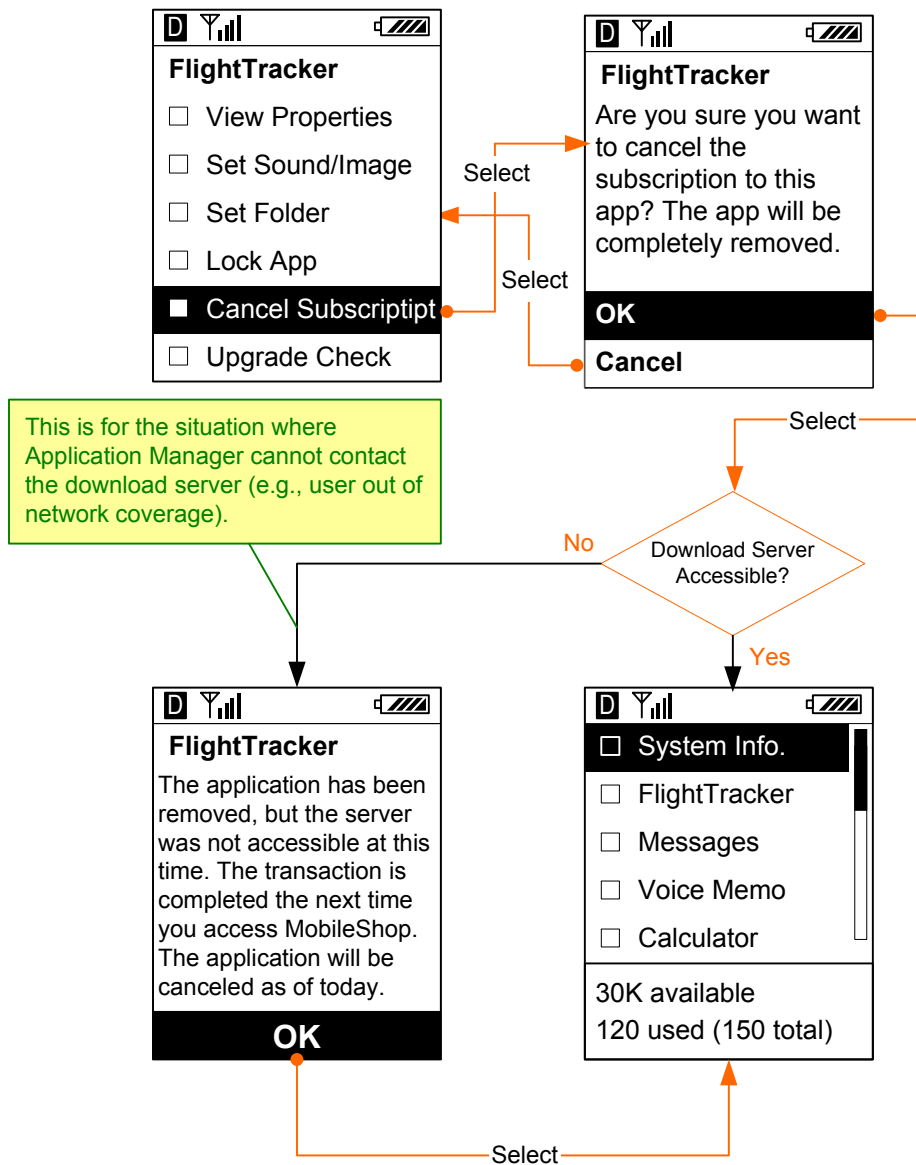 D
FlightTracker
View Properties
Set Sound/Image
Set Folder
Lock App
Cancel Subscriptipt
Upgrade Check
Select
Select
D
FlightTracker
Are you sure you want
to cancel the
subscription to this
app? The app will be
completely removed.
OK
Cancel
Select
This is for the situation where
Application Manager cannot contact
the download server (e.g., user out of
network coverage).
Download Server
Accessible?
No
Yes
D
FlightTracker
The application has been
removed, but the server
was not accessible at this
time. The transaction is
completed the next time
you access MobileShop.
The application will be
canceled as of today.
OK
D
System Info.
FlightTracker
Messages
Voice Memo
Calculator
30K available
120 used (150 total)
Select